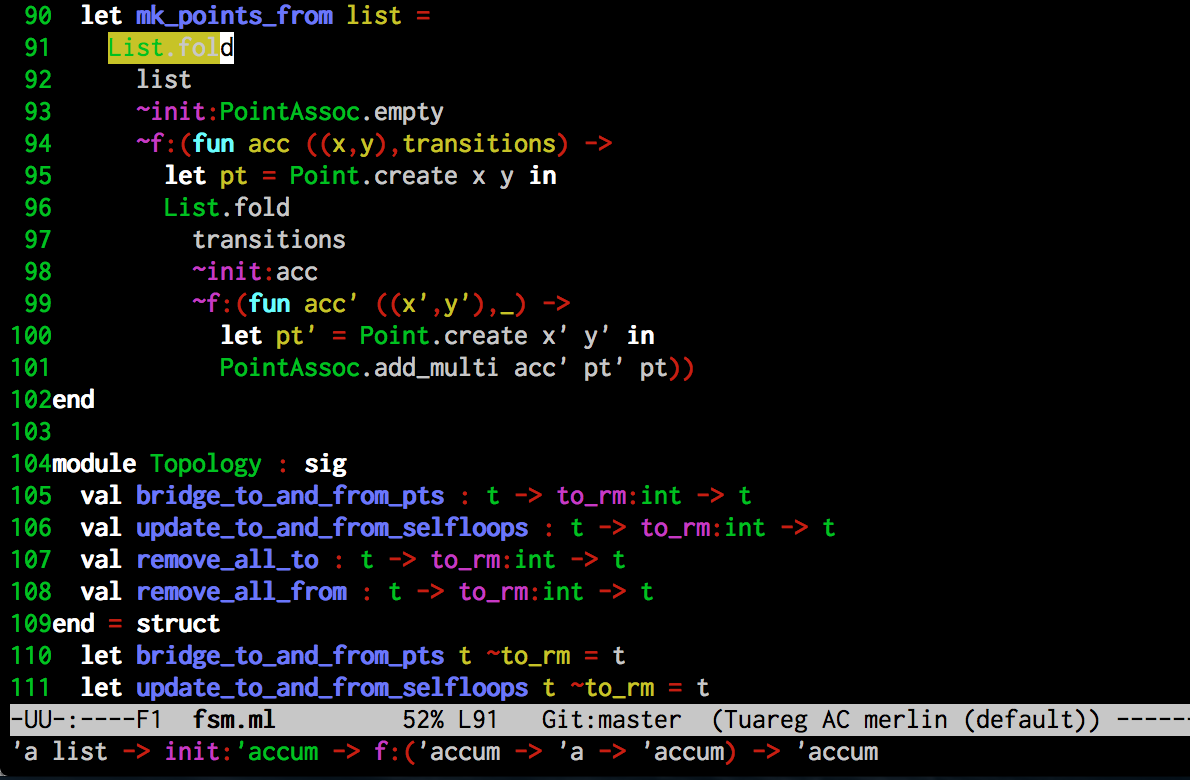 90  let mk_points_from list =
91    List.fold
92      list
93      ~init:PointAssoc.empty
94      ~f:(fun acc ((x,y),transitions) ->
95        let pt = Point.create x y in
96        List.fold
97          transitions
98          ~init:acc
99          ~f:(fun acc' ((x',y'),_) ->
100            let pt' = Point.create x' y' in
101            PointAssoc.add_multi acc' pt' pt))
102end
103
104module Topology : sig
105  val bridge_to_and_from_pts : t -> to_rm:int -> t
106  val update_to_and_from_selfloops : t -> to_rm:int -> t
107  val remove_all_to : t -> to_rm:int -> t
108  val remove_all_from : t -> to_rm:int -> t
109end = struct
110  let bridge_to_and_from_pts t ~to_rm = t
111  let update_to_and_from_selfloops t ~to_rm = t
-UU-:----F1  fsm.ml         52% L91   Git:master  (Tuareg AC merlin (default)) ------
'a list -> init:'accum -> f:('accum -> 'a -> 'accum) -> 'accum